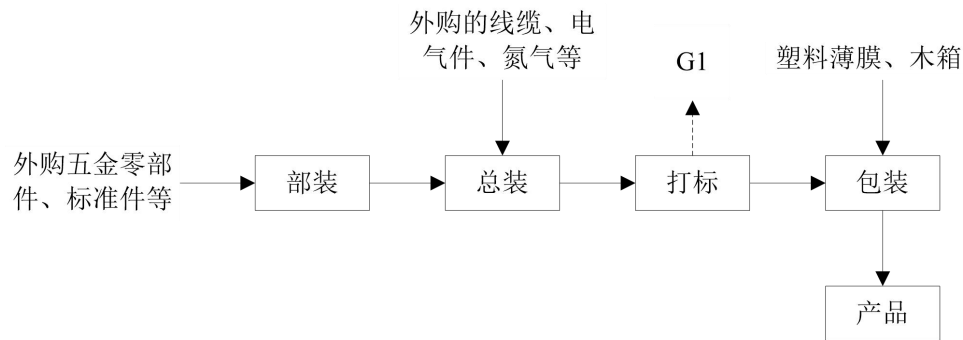 外购的线缆、电
气件、氮气等
G1
塑料薄膜、木箱
外购五金零部
件、标准件等
部装
总装
打标
包装
产品